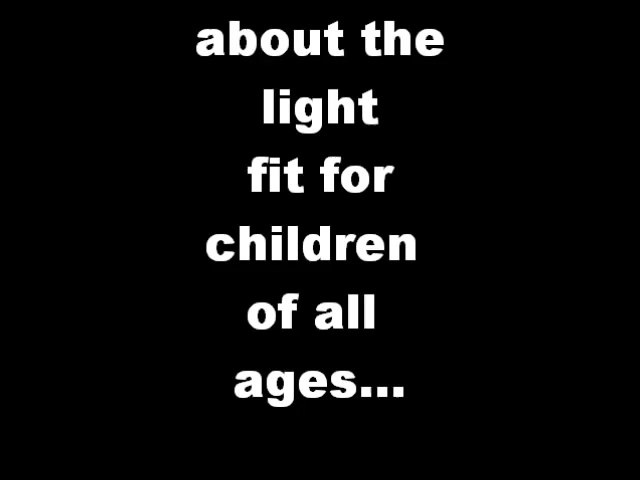 about the
light
fit for
children
of all
ages...